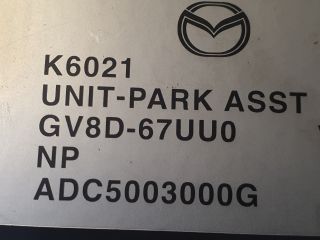 K6021
UNIT-PARK ASST
GV8D-67UU0
NP
ADC5003000G